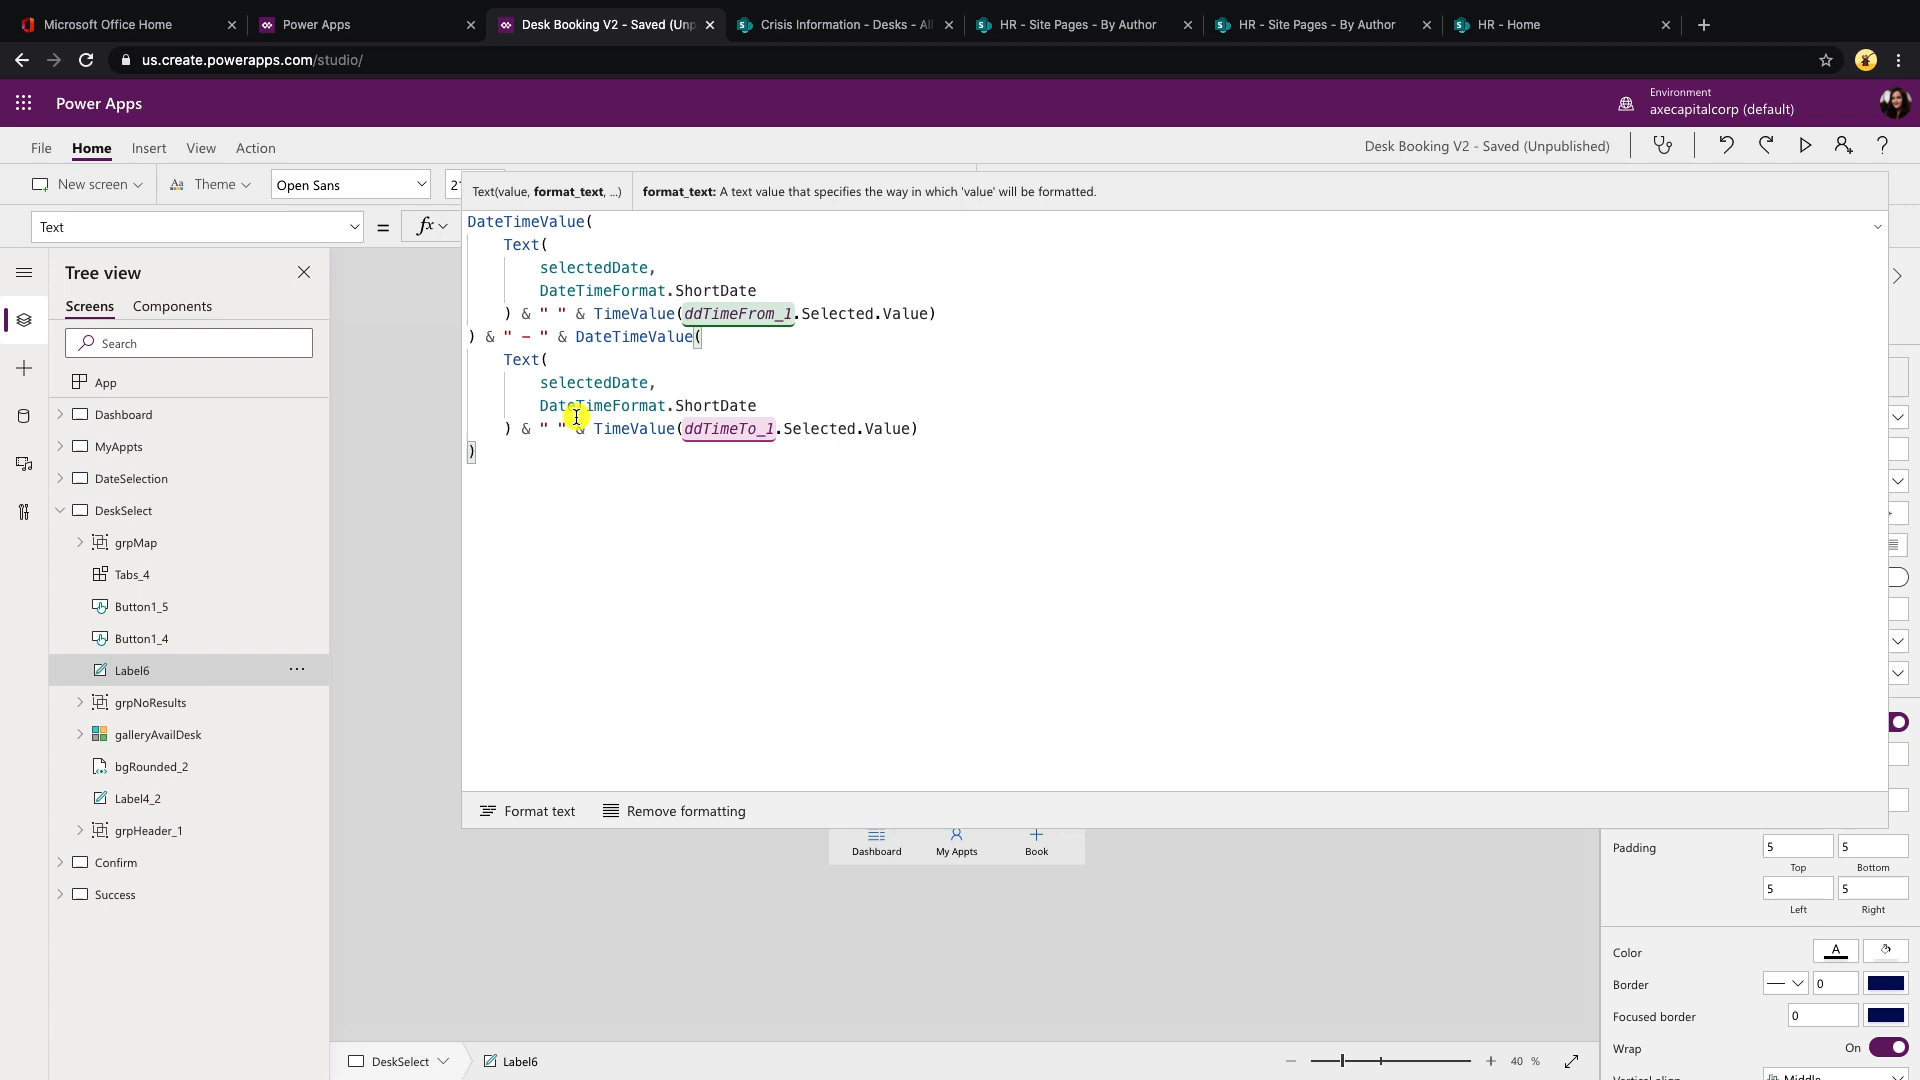 Microsoft Office Home
Power Apps
Desk Booking V2 - Saved (Unp
Crisis Information - Desks - All
HR - Site Pages - By Author
HR - Site Pages - By Author
HR - Home
us.create.powerapps.com/studio/
Power Apps
Environment
axecapitalcorp (default)
File
Home
Insert
View
Action
Desk Booking V2 - Saved (Unpublished)
New screen
Theme
Open Sans
Text(value, format_text, ...)
format_text: A text value that specifies the way in which 'value' will be formatted.
Text
=
fx
DateTimeValue(
Text(
selectedDate,
DateTimeFormat.ShortDate
) & " " & TimeValue(ddTimeFrom_1.Selected.Value)
) & " - " & DateTimeValue(
Text(
selectedDate,
DateTimeFormat.ShortDate
) & " " & TimeValue(ddTimeTo_1.Selected.Value)
)
Tree view
Screens
Components
Search
App
Dashboard
MyAppts
DateSelection
DeskSelect
grpMap
Tabs_4
Button1_5
Button1_4
Label6
grpNoResults
galleryAvailDesk
bgRounded_2
Label4_2
grpHeader_1
Confirm
Success
Format text
Remove formatting
Dashboard
My Appts
Book
Padding
5
5
Top
Bottom
5
5
Left
Right
Color
A
Border
0
Focused border
0
Wrap
On
DeskSelect
Label6
40 %